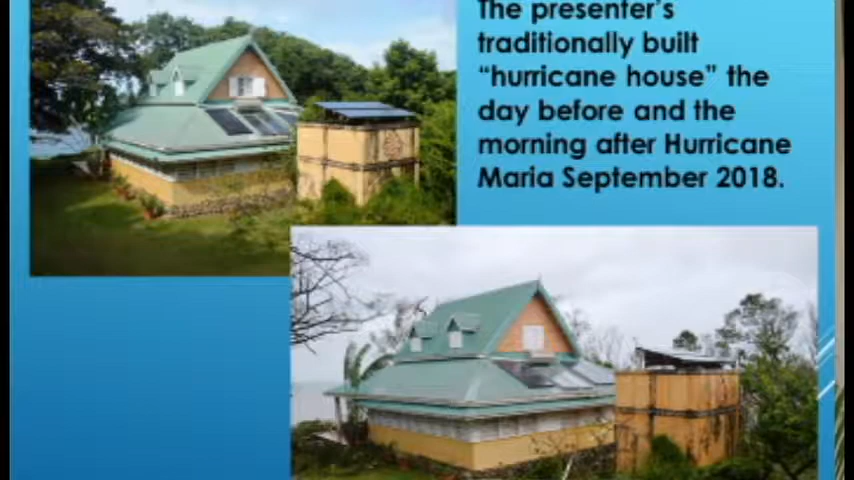 The presenter's
traditionally built
“hurricane house” the
day before and the
morning after Hurricane
Maria September 2018.